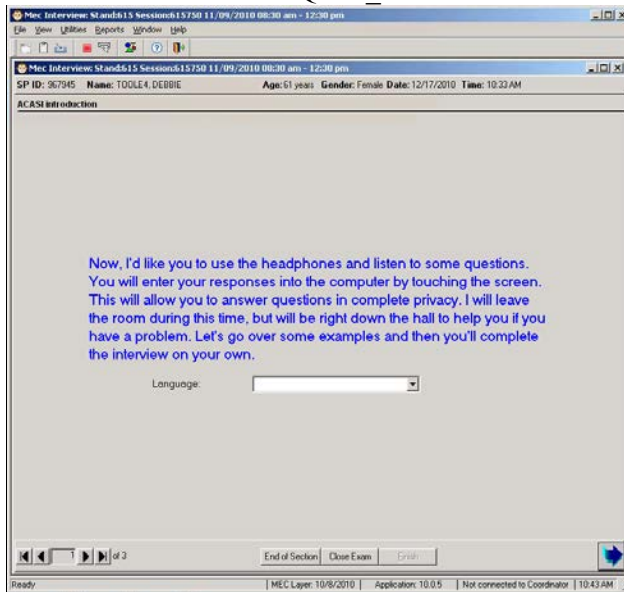 Mec Interview: Stand:615 Session:615750 11/09/2010 08:30 am - 12:30 pm
File View Utilities Reports Window Help
Mec Interview: Stand:615 Session:615750 11/09/2010 08:30 am - 12:30 pm
SP ID: 967945 Name: TOOLE4, DEBBIE Age: 61 years Gender: Female Date: 12/17/2010 Time: 10:33 AM
ACASI introduction
Now, I'd like you to use the headphones and listen to some questions.
You will enter your responses into the computer by touching the screen.
This will allow you to answer questions in complete privacy. I will leave
the room during this time, but will be right down the hall to help you if you
have a problem. Let's go over some examples and then you'll complete
the interview on your own.
Language:
1 of 3 End of Section Close Exam Finish
Ready MEC Layer: 10/8/2010 Application: 10.0.5 Not connected to Coordinator 10:43 AM